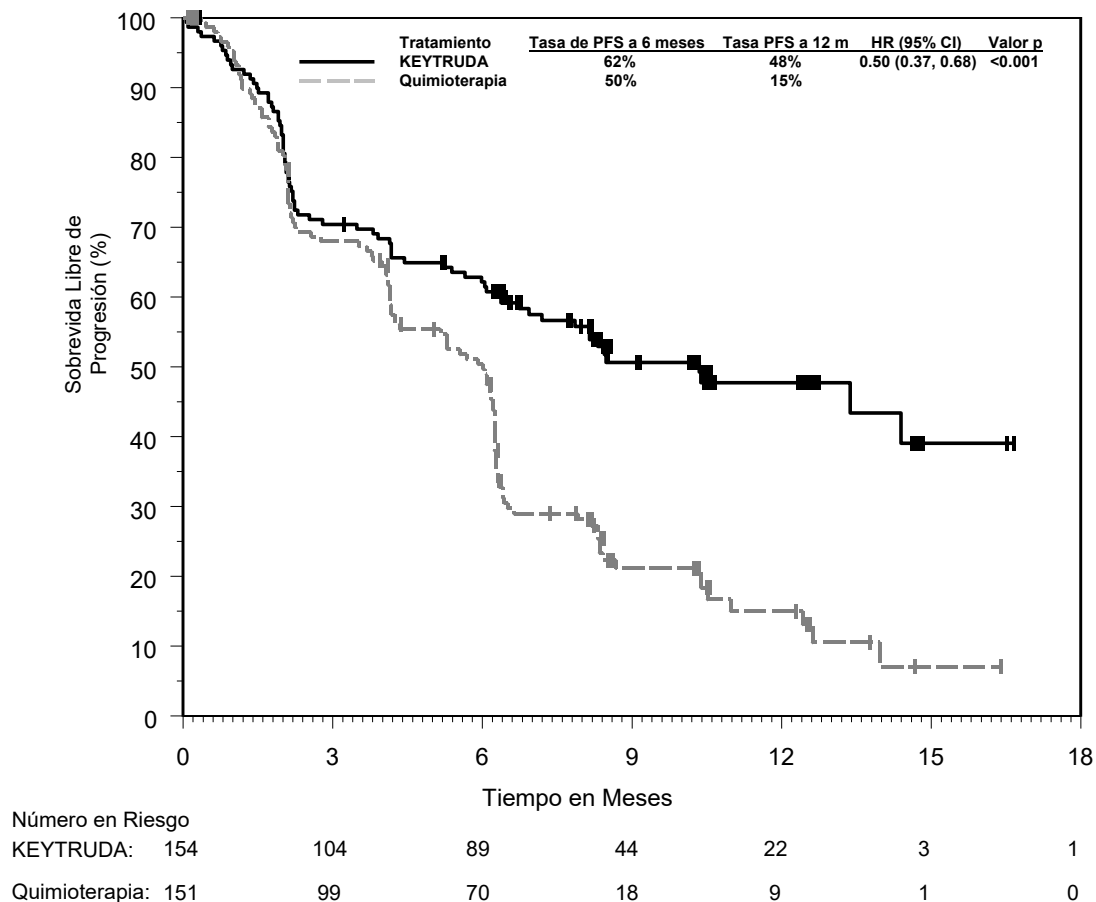 Tratamiento Tasa de PFS a 6 meses Tasa PFS a 12 m HR (95% CI) Valor p
KEYTRUDA 62% 48% 0.50 (0.37, 0.68) <0.001
Quimioterapia 50% 15%
100
90
80
70
60
50
40
30
20
10
0
Sobrevida Libre de
Progresión (%)
0 3 6 9 12 15 18
Tiempo en Meses
Número en Riesgo
KEYTRUDA: 154 104 89 44 22 3 1
Quimioterapia: 151 99 70 18 9 1 0